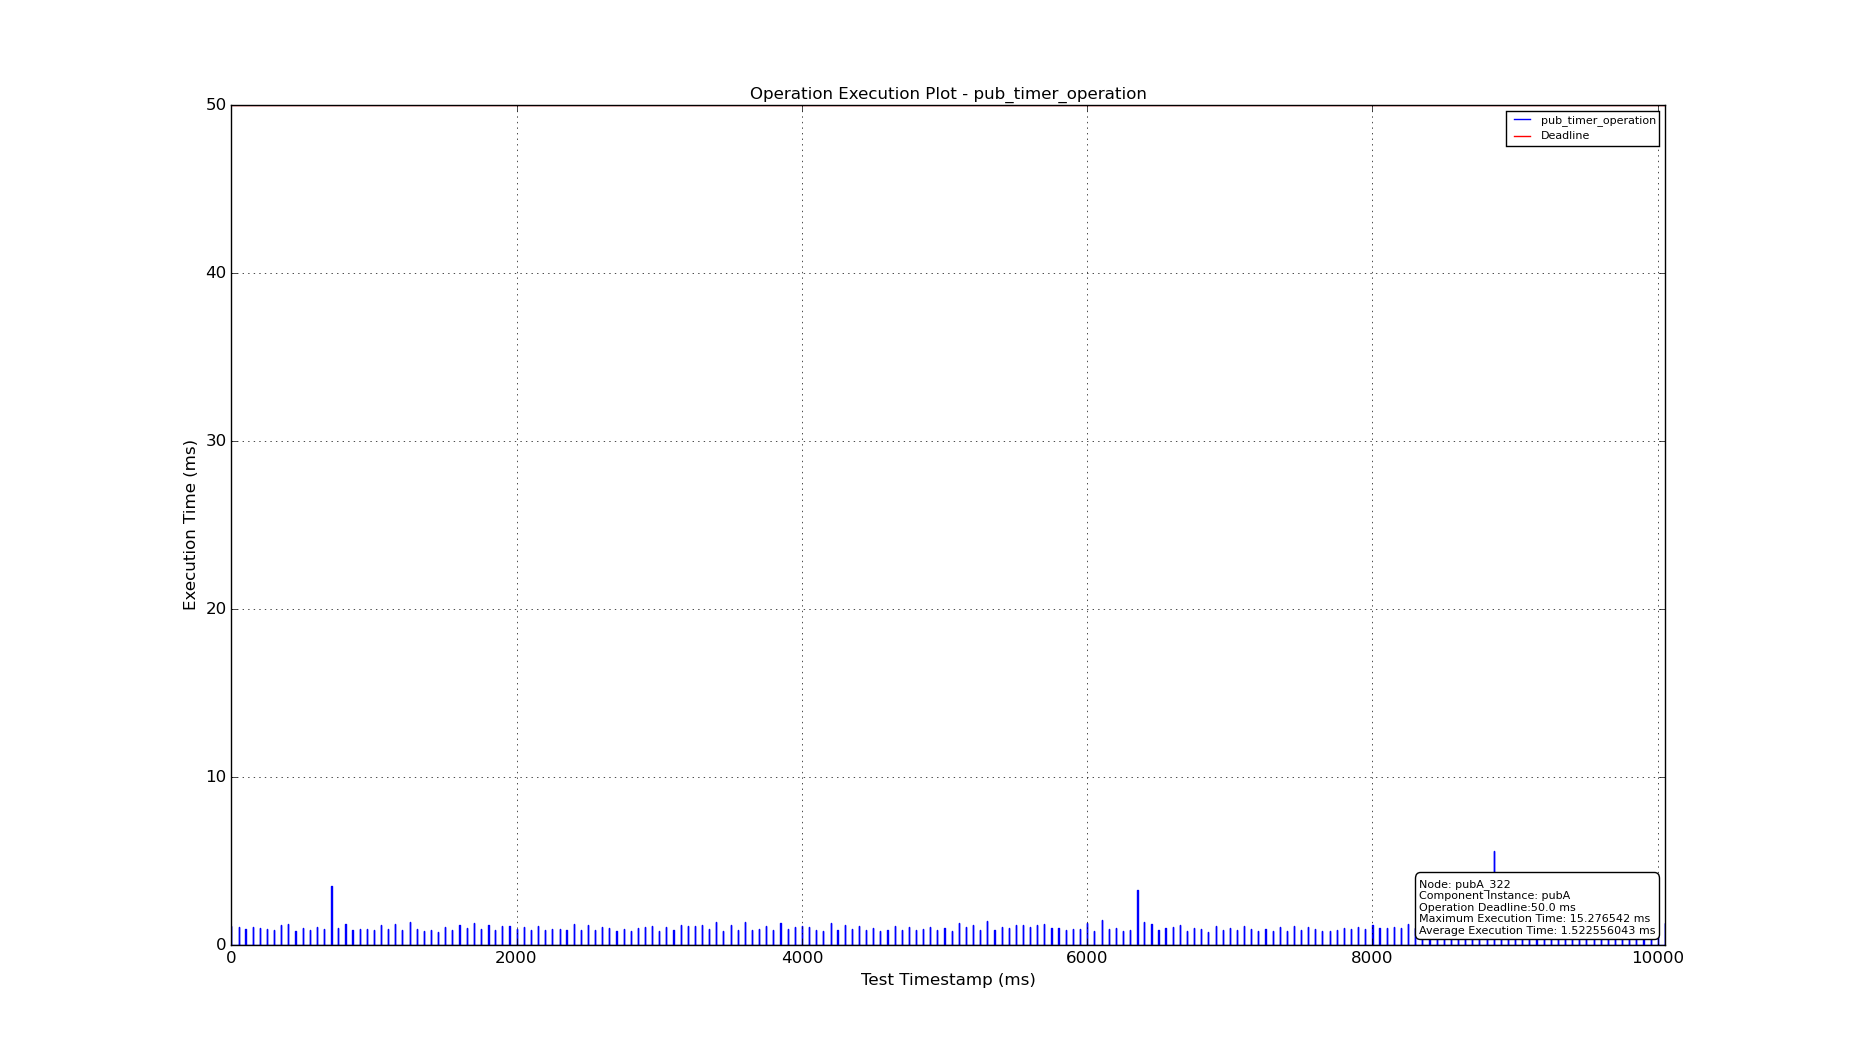 Operation Execution Plot - pub_timer_operation
50
40
30
20
10
0
Execution Time (ms)
pub_timer_operation
Deadline
Node: pubA_322
Component Instance: pubA
Operation Deadline:50.0 ms
Maximum Execution Time: 15.276542 ms
Average Execution Time: 1.522556043 ms
0
2000
4000
6000
8000
10000
Test Timestamp (ms)